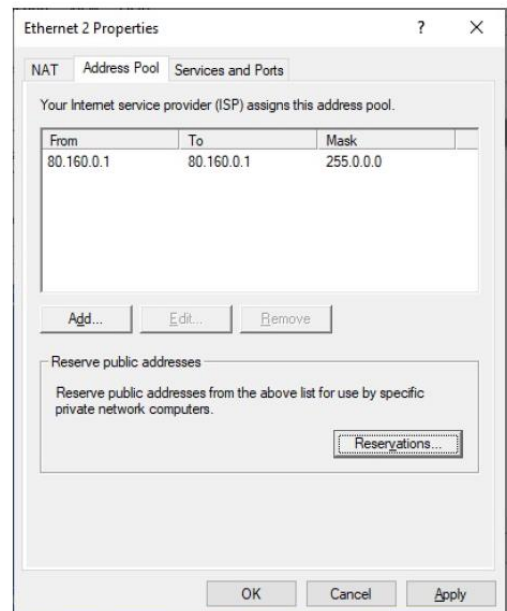 Ethernet 2 Properties ? ×
NAT Address Pool Services and Ports
Your Internet service provider (ISP) assigns this address pool.
From To Mask
80.160.0.1 80.160.0.1 255.0.0.0
Add... Edit... Remove
Reserve public addresses
Reserve public addresses from the above list for use by specific
private network computers.
Reservations...
OK Cancel Apply